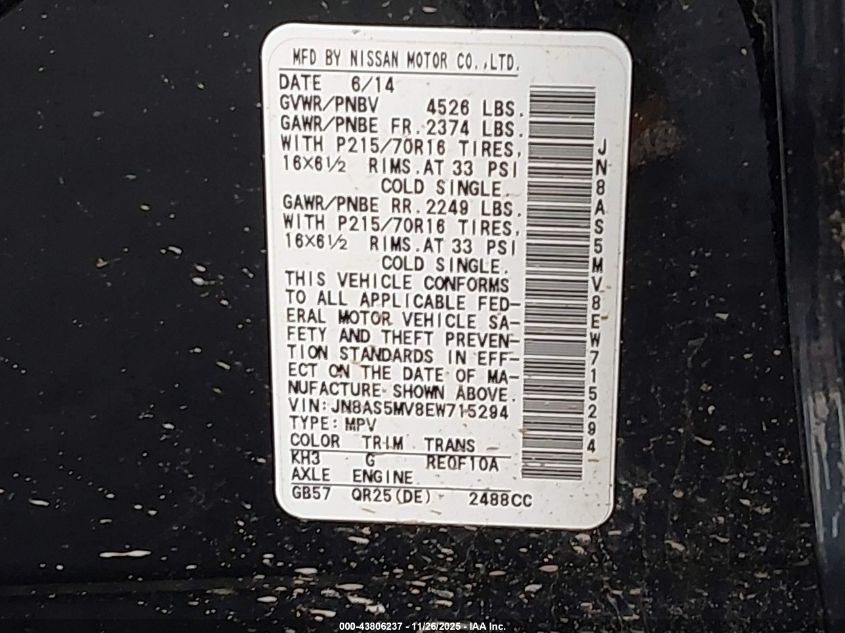 MFD BY NISSAN MOTOR CO.,LTD.
DATE 6/14
GVWR/PNBV 4526 LBS.
GAWR/PNBE FR. 2374 LBS.
WITH P215/70R16 TIRES,
16X6½ RIMS.AT 33 PSI
COLD SINGLE.
GAWR/PNBE RR. 2249 LBS.
WITH P215/70R16 TIRES,
16X6½ RIMS.AT 33 PSI
COLD SINGLE.
THIS VEHICLE CONFORMS
TO ALL APPLICABLE FED-
ERAL MOTOR VEHICLE SA-
FETY AND THEFT PREVEN-
TION STANDARDS IN EFF-
ECT ON THE DATE OF MA-
NUFACTURE SHOWN ABOVE.
VIN:JN8AS5MV8EW715294
TYPE:MPV
COLOR TRIM TRANS
KH3 G RE0F10A
AXLE ENGINE
GB57 QR25(DE) 2488CC
JN8AS5MV8EW715294
000-43806237 - 11/26/2025 - IAA Inc.